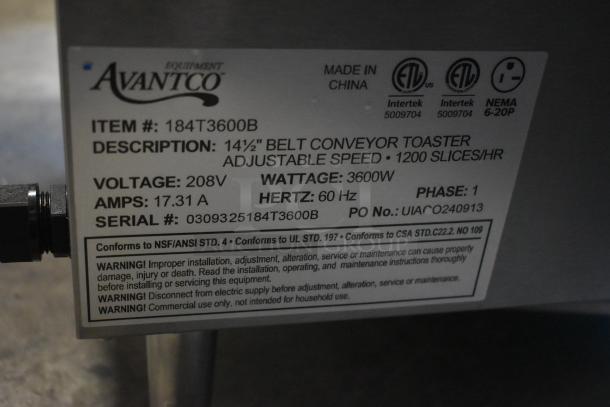 EQUIPMENT
AVANTCO
MADE IN
CHINA
ETL US
Intertek
5009704
ETL
Intertek
5009704
NEMA
6-20P
ITEM #: 184T3600B
DESCRIPTION: 14½" BELT CONVEYOR TOASTER
ADJUSTABLE SPEED • 1200 SLICES/HR
VOLTAGE: 208V WATTAGE: 3600W
AMPS: 17.31 A HERTZ: 60 Hz PHASE: 1
SERIAL #: 0309325184T3600B PO No.: UIACO240913
Conforms to NSF/ANSI STD. 4 • Conforms to UL STD. 197 • Conforms to CSA STD.C22.2. NO 109
WARNING! Improper installation, adjustment, alteration, service or maintenance can cause property
damage, injury or death. Read the installation, operating, and maintenance instructions thoroughly
before installing or servicing this equipment.
WARNING! Disconnect from electric supply before adjustment, alteration, service or maintenance.
WARNING! Commercial use only, not intended for household use.